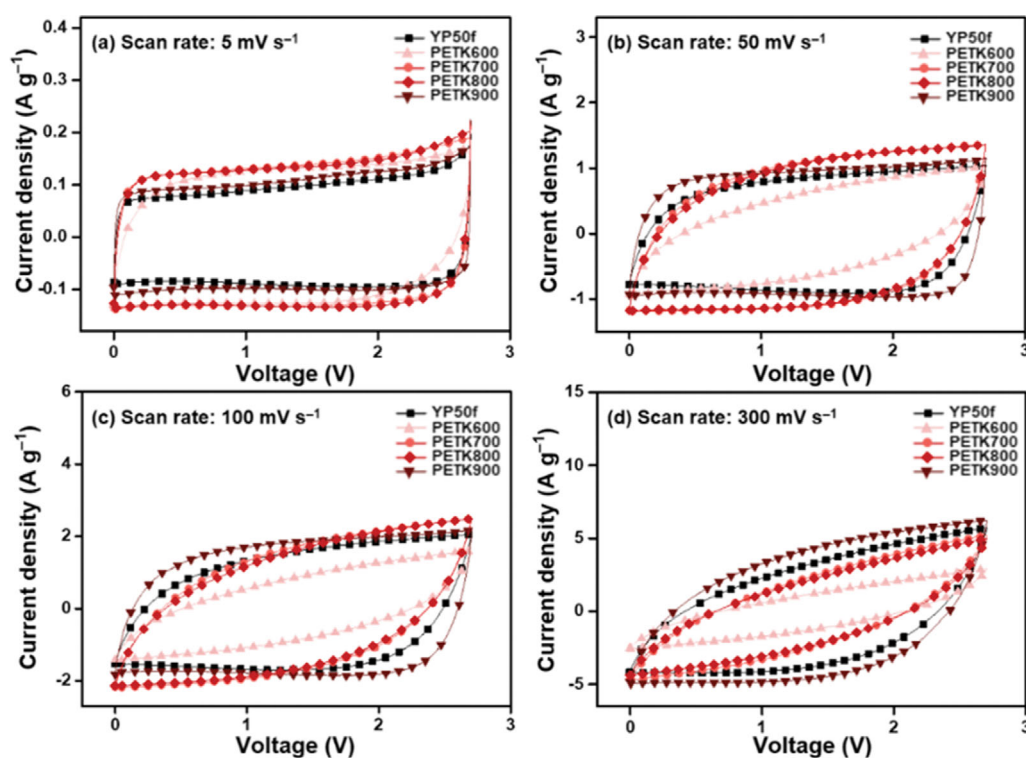 (a) Scan rate: 5 mV s⁻¹
YP50f
PETK600
PETK700
PETK800
PETK900
Current density (A g⁻¹)
0.4
0.3
0.2
0.1
0.0
-0.1
0
1
2
3
Voltage (V)
(b) Scan rate: 50 mV s⁻¹
YP50f
PETK600
PETK700
PETK800
PETK900
Current density (A g⁻¹)
3
2
1
0
-1
0
1
2
3
Voltage (V)
(c) Scan rate: 100 mV s⁻¹
YP50f
PETK600
PETK700
PETK800
PETK900
Current density (A g⁻¹)
6
4
2
0
-2
0
1
2
3
Voltage (V)
(d) Scan rate: 300 mV s⁻¹
YP50f
PETK600
PETK700
PETK800
PETK900
Current density (A g⁻¹)
15
10
5
0
-5
0
1
2
3
Voltage (V)